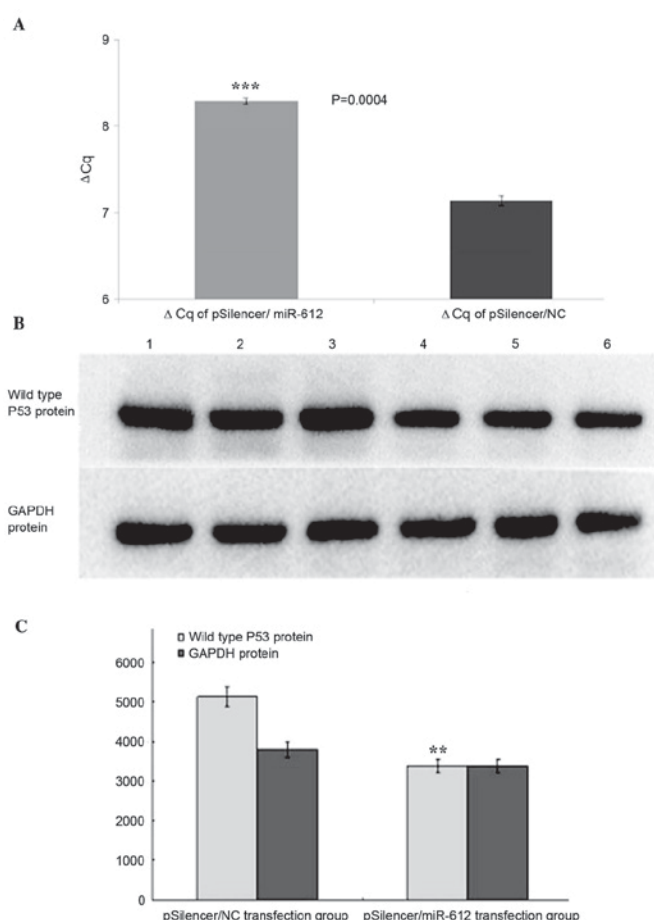 A
9
***
P=0.0004
8
ΔCq
7
6
Δ Cq of pSilencer/ miR-612
Δ Cq of pSilencer/NC
B
1 2 3 4 5 6
Wild type
P53 protein
GAPDH
protein
C
Wild type P53 protein
GAPDH protein
6000
5000
4000
**
3000
2000
1000
0
pSilencer/NC transfection group
pSilencer/miR-612 transfection group